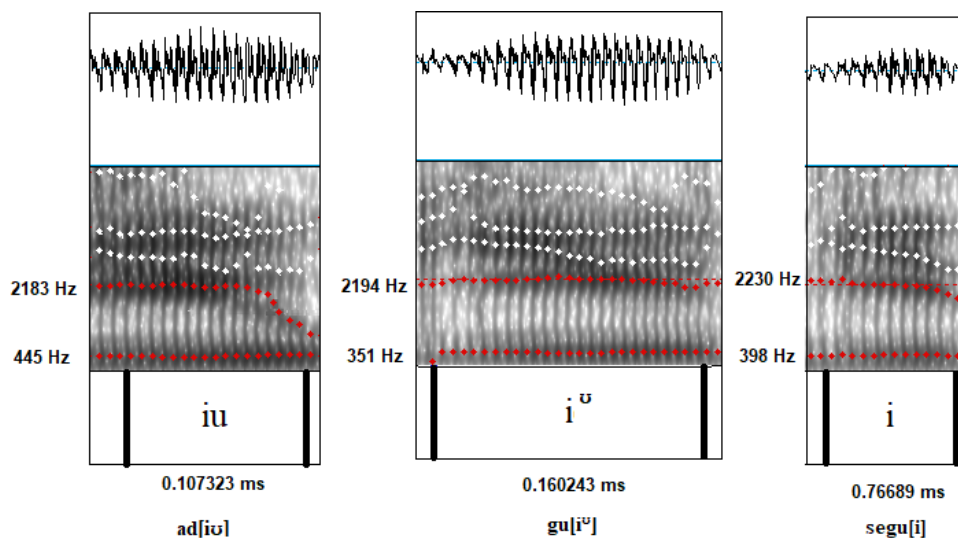 2183 Hz
445 Hz
iu
0.107323 ms
ad[iʊ]
2194 Hz
351 Hz
iᶷ
0.160243 ms
gu[iᶷ]
2230 Hz
398 Hz
i
0.76689 ms
segu[i]